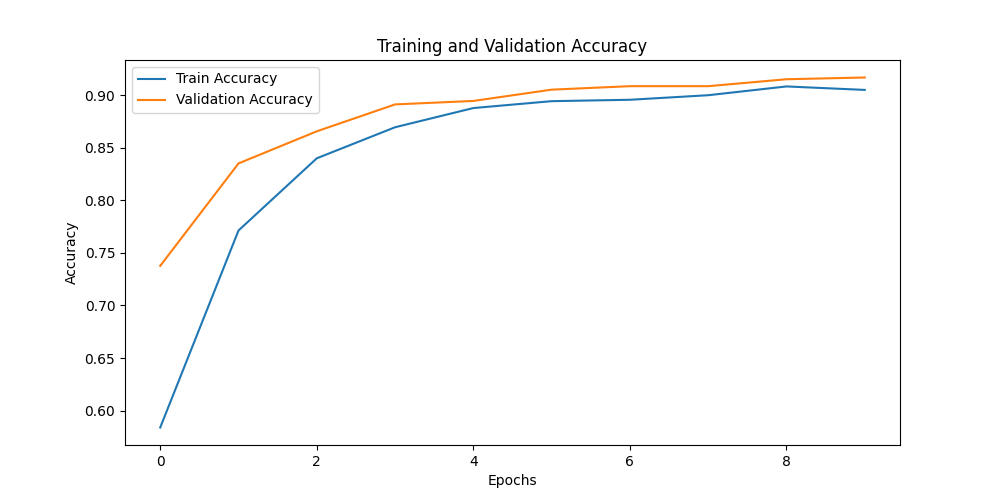 Training and Validation Accuracy
Train Accuracy
Validation Accuracy
Accuracy
0.90
0.85
0.80
0.75
0.70
0.65
0.60
0 2 4 6 8
Epochs